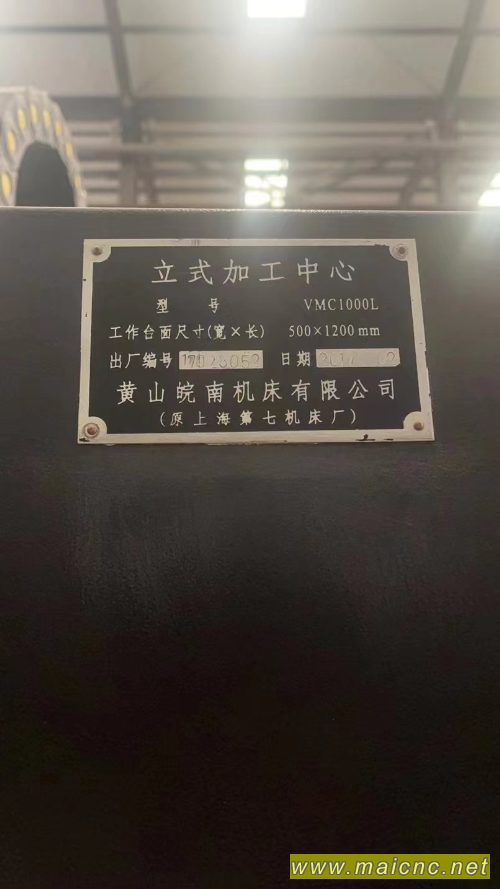 立式加工中心
型 号 VMC1000L
工作台面尺寸(宽×长) 500×1200mm
出厂编号 日期
黄山皖南机床有限公司
(原上海第七机床厂)
www.maicnc.net